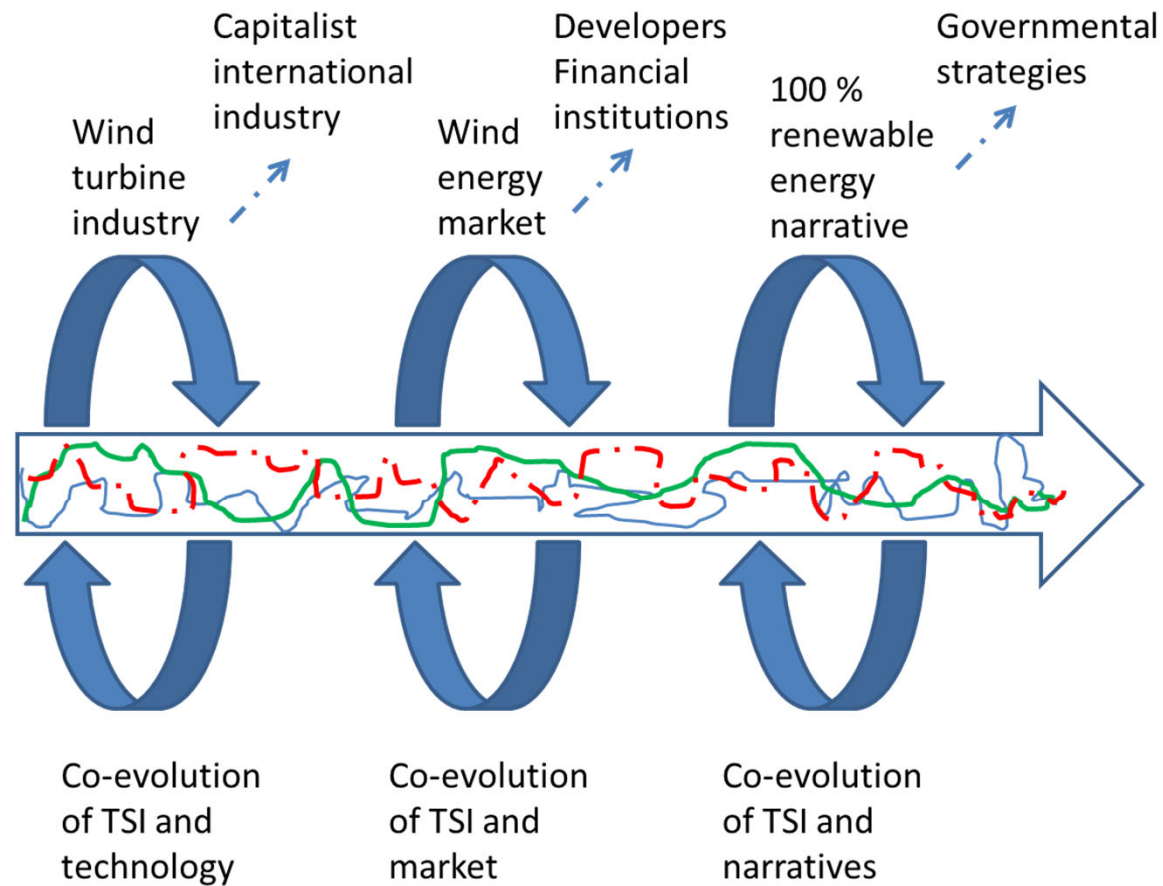 Capitalist
international
industry
Developers
Financial
institutions
Governmental
strategies
Wind
turbine
industry
Wind
energy
market
100 %
renewable
energy
narrative
Co-evolution
of TSI and
technology
Co-evolution
of TSI and
market
Co-evolution
of TSI and
narratives